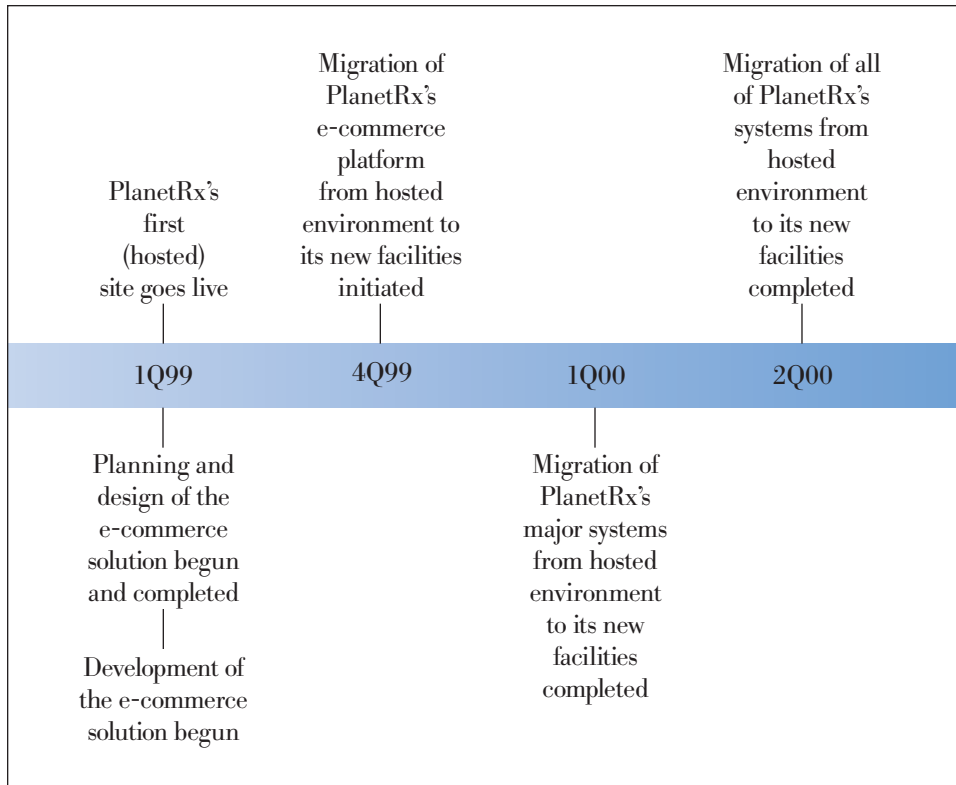 PlanetRx's
first
(hosted)
site goes live
Migration of
PlanetRx's
e-commerce
platform
from hosted
environment to
its new facilities
initiated
Migration of all
of PlanetRx's
systems from
hosted
environment
to its new
facilities
completed
1Q99
4Q99
1Q00
2Q00
Planning and
design of the
e-commerce
solution begun
and completed
Development of
the e-commerce
solution begun
Migration of
PlanetRx's
major systems
from hosted
environment
to its new
facilities
completed